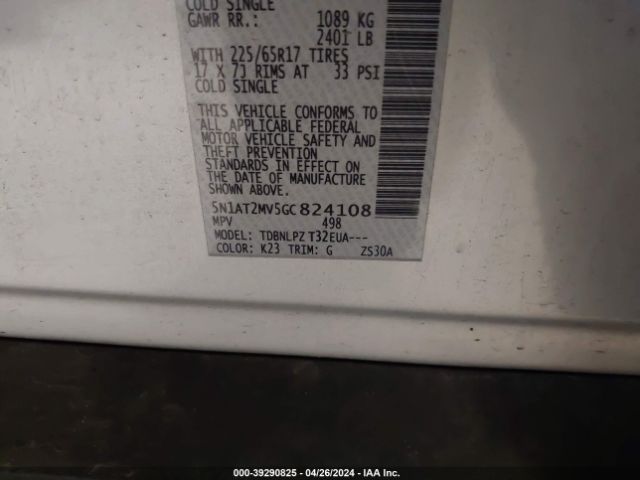 COLD SINGLE
GAWR RR.: 1089 KG
2401 LB
WITH 225/65R17 TIRES
17 X 7J RIMS AT 33 PSI
COLD SINGLE
THIS VEHICLE CONFORMS TO
ALL APPLICABLE FEDERAL
MOTOR VEHICLE SAFETY AND
THEFT PREVENTION
STANDARDS IN EFFECT ON
THE DATE OF MANUFACTURE
SHOWN ABOVE.
5N1AT2MV5GC824108
MPV 498
MODEL: TDBNLPZ T32EUA---
COLOR: K23 TRIM: G ZS30A
000-39290825 - 04/26/2024 - IAA Inc.